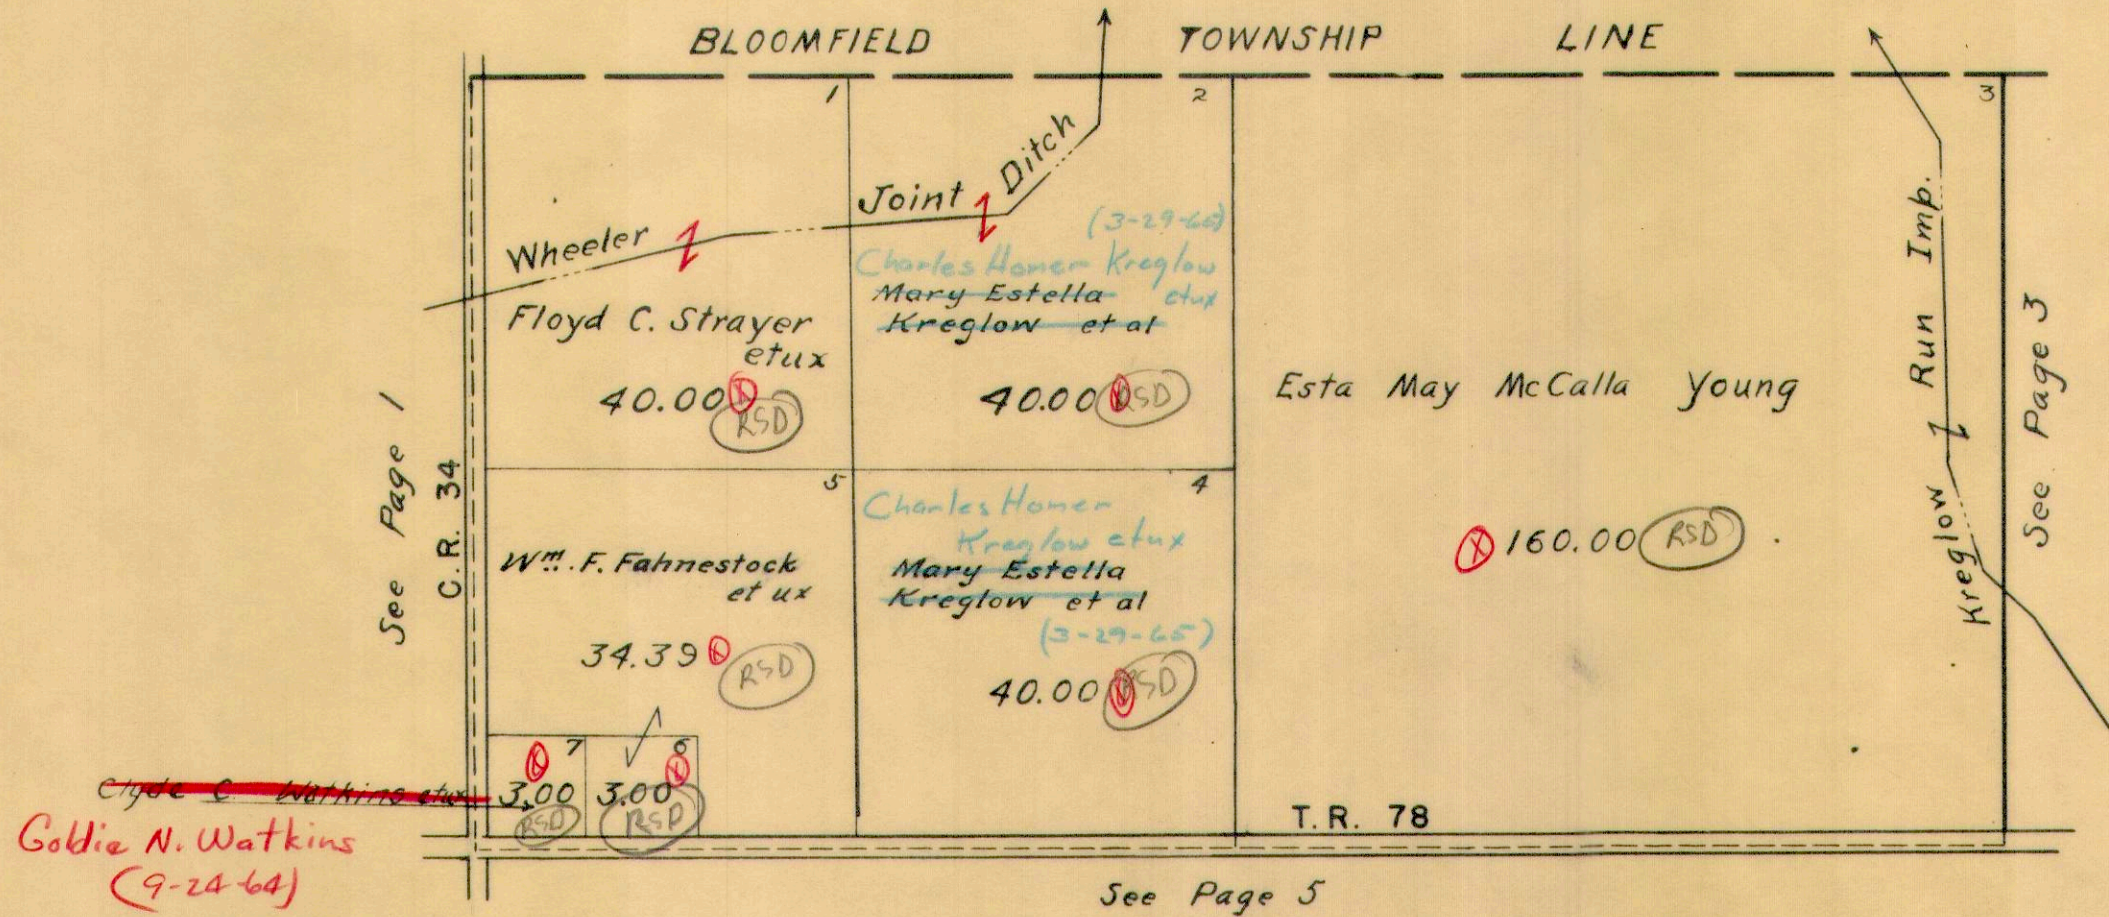 BLOOMFIELD TOWNSHIP LINE
1
2
3
Wheeler Joint Ditch
Floyd C. Strayer
etux
40.00
RSD
(3-29-65)
Charles Homer Kreglow
etux
Mary Estella
Kreglow et al
40.00 RSD
Esta May McCalla Young
160.00 RSD
Kreglow Run Imp.
See Page 3
See Page 1
C.R. 34
5
Wm. F. Fahnestock
et ux
34.39
RSD
4
Charles Homer
Kreglow etux
Mary Estella
Kreglow et al
(3-29-65)
40.00 RSD
7
3.00
RSD
6
3.00
RSD
Clyde C. Watkins etux
Goldie N. Watkins
(9-24-64)
T.R. 78
See Page 5